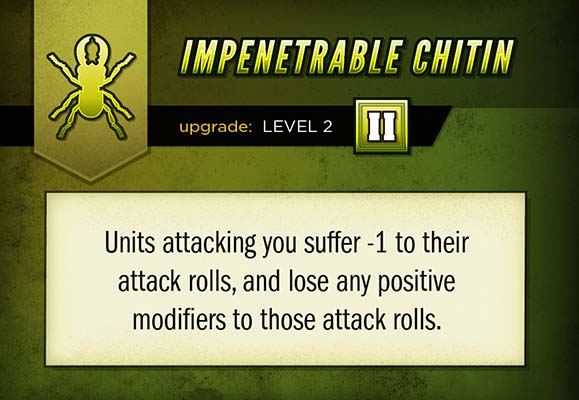 IMPENETRABLE CHITIN
upgrade: LEVEL 2 II
Units attacking you suffer -1 to their
attack rolls, and lose any positive
modifiers to those attack rolls.